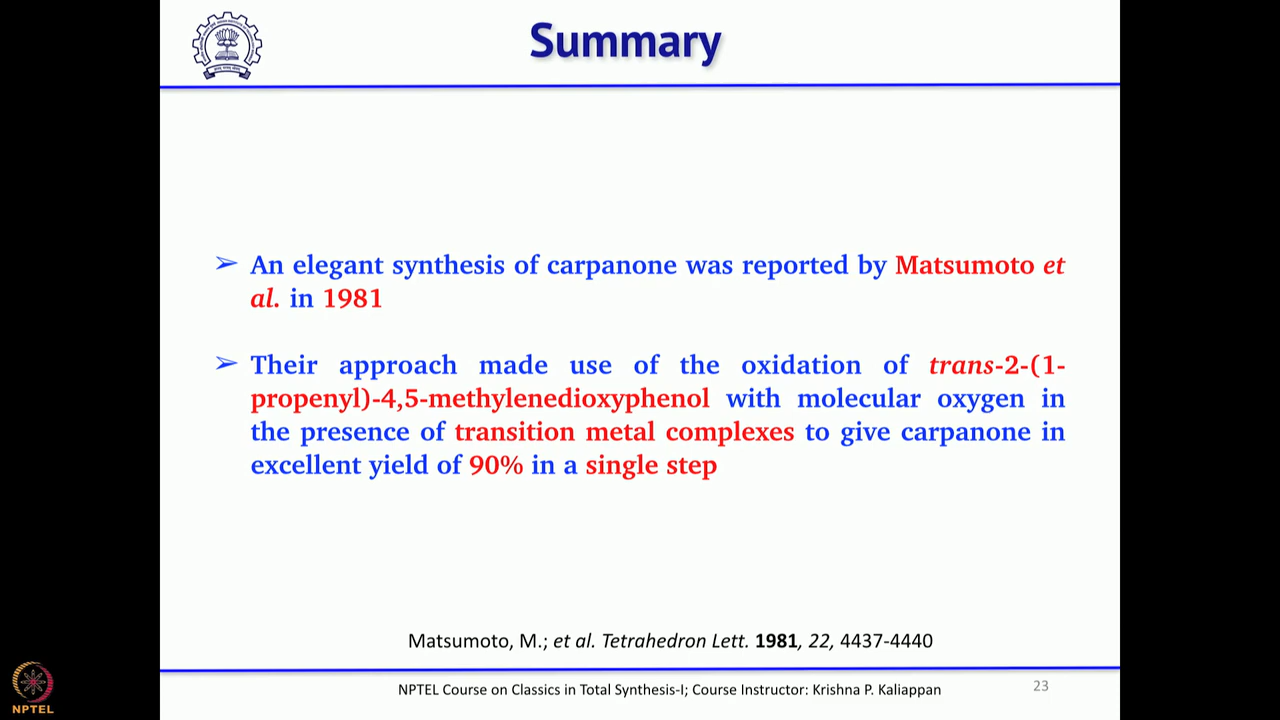 Summary
➢ An elegant synthesis of carpanone was reported by Matsumoto et
al. in 1981
➢ Their approach made use of the oxidation of trans-2-(1-
propenyl)-4,5-methylenedioxyphenol with molecular oxygen in
the presence of transition metal complexes to give carpanone in
excellent yield of 90% in a single step
Matsumoto, M.; et al. Tetrahedron Lett. 1981, 22, 4437-4440
NPTEL Course on Classics in Total Synthesis-I; Course Instructor: Krishna P. Kaliappan
23
NPTEL